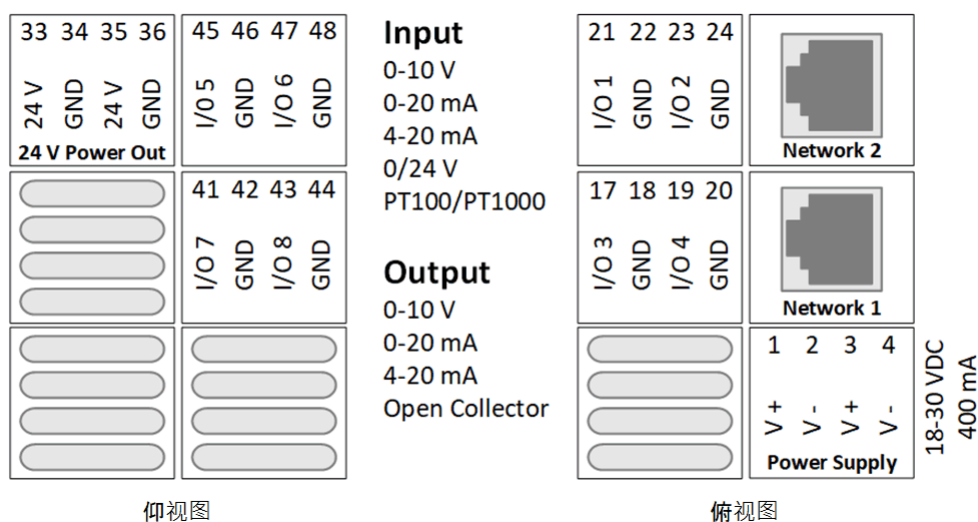 33 34 35 36
24 V GND 24 V GND
24 V Power Out
45 46 47 48
I/O 5 GND I/O 6 GND
41 42 43 44
I/O 7 GND I/O 8 GND
Input
0-10 V
0-20 mA
4-20 mA
0/24 V
PT100/PT1000
Output
0-10 V
0-20 mA
4-20 mA
Open Collector
21 22 23 24
I/O 1 GND I/O 2 GND
Network 2
17 18 19 20
I/O 3 GND I/O 4 GND
Network 1
1 2 3 4
V + V - V + V -
Power Supply
18-30 VDC
400 mA
仰视图
俯视图